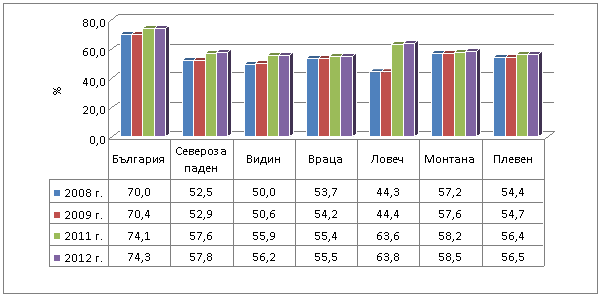 80,0
60,0
40,0
20,0
0,0
%
България Североза паден Видин Враца Ловеч Монтана Плевен
2008 г. 70,0 52,5 50,0 53,7 44,3 57,2 54,4
2009 г. 70,4 52,9 50,6 54,2 44,4 57,6 54,7
2011 г. 74,1 57,6 55,9 55,4 63,6 58,2 56,4
2012 г. 74,3 57,8 56,2 55,5 63,8 58,5 56,5